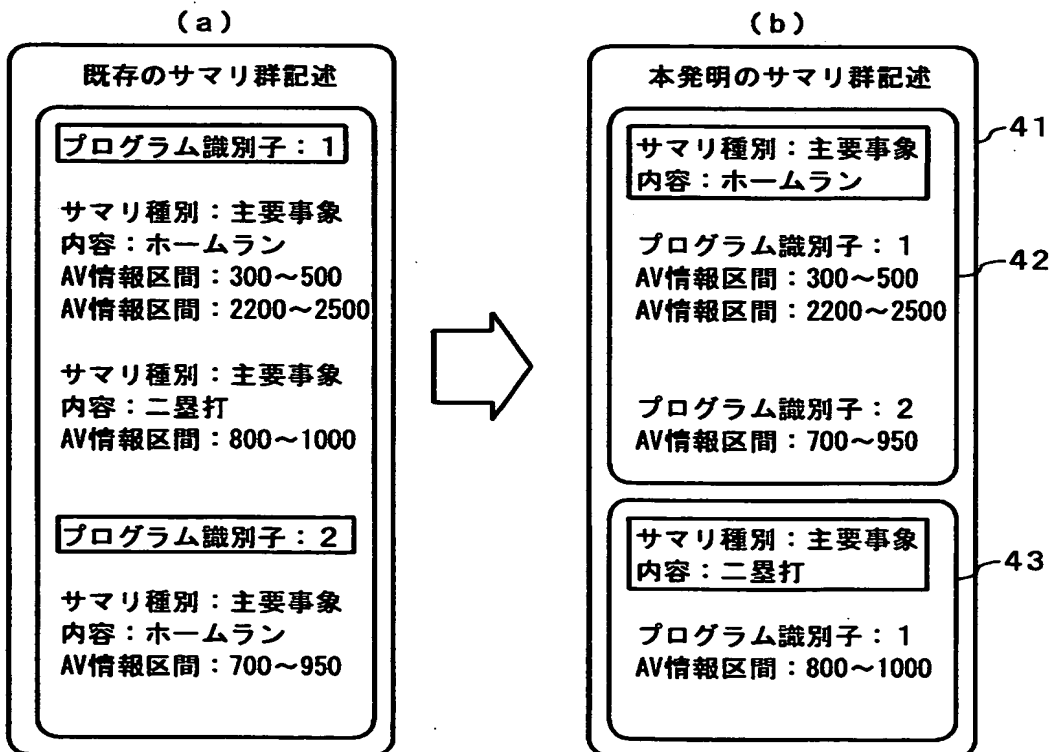 (a)
既存のサマリ群記述
プログラム識別子：1
サマリ種別：主要事象
内容：ホームラン
AV情報区間：300～500
AV情報区間：2200～2500
サマリ種別：主要事象
内容：二塁打
AV情報区間：800～1000
プログラム識別子：2
サマリ種別：主要事象
内容：ホームラン
AV情報区間：700～950
(b)
本発明のサマリ群記述
サマリ種別：主要事象
内容：ホームラン
プログラム識別子：1
AV情報区間：300～500
AV情報区間：2200～2500
プログラム識別子：2
AV情報区間：700～950
サマリ種別：主要事象
内容：二塁打
プログラム識別子：1
AV情報区間：800～1000
41
42
43